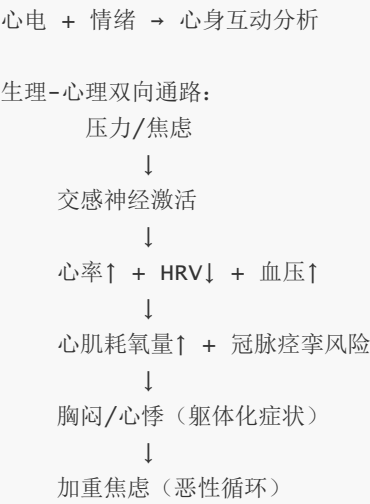 心电 + 情绪 → 心身互动分析
生理-心理双向通路：
压力/焦虑
↓
交感神经激活
↓
心率↑ + HRV↓ + 血压↑
↓
心肌耗氧量↑ + 冠脉痉挛风险
↓
胸闷/心悸（躯体化症状）
↓
加重焦虑（恶性循环）